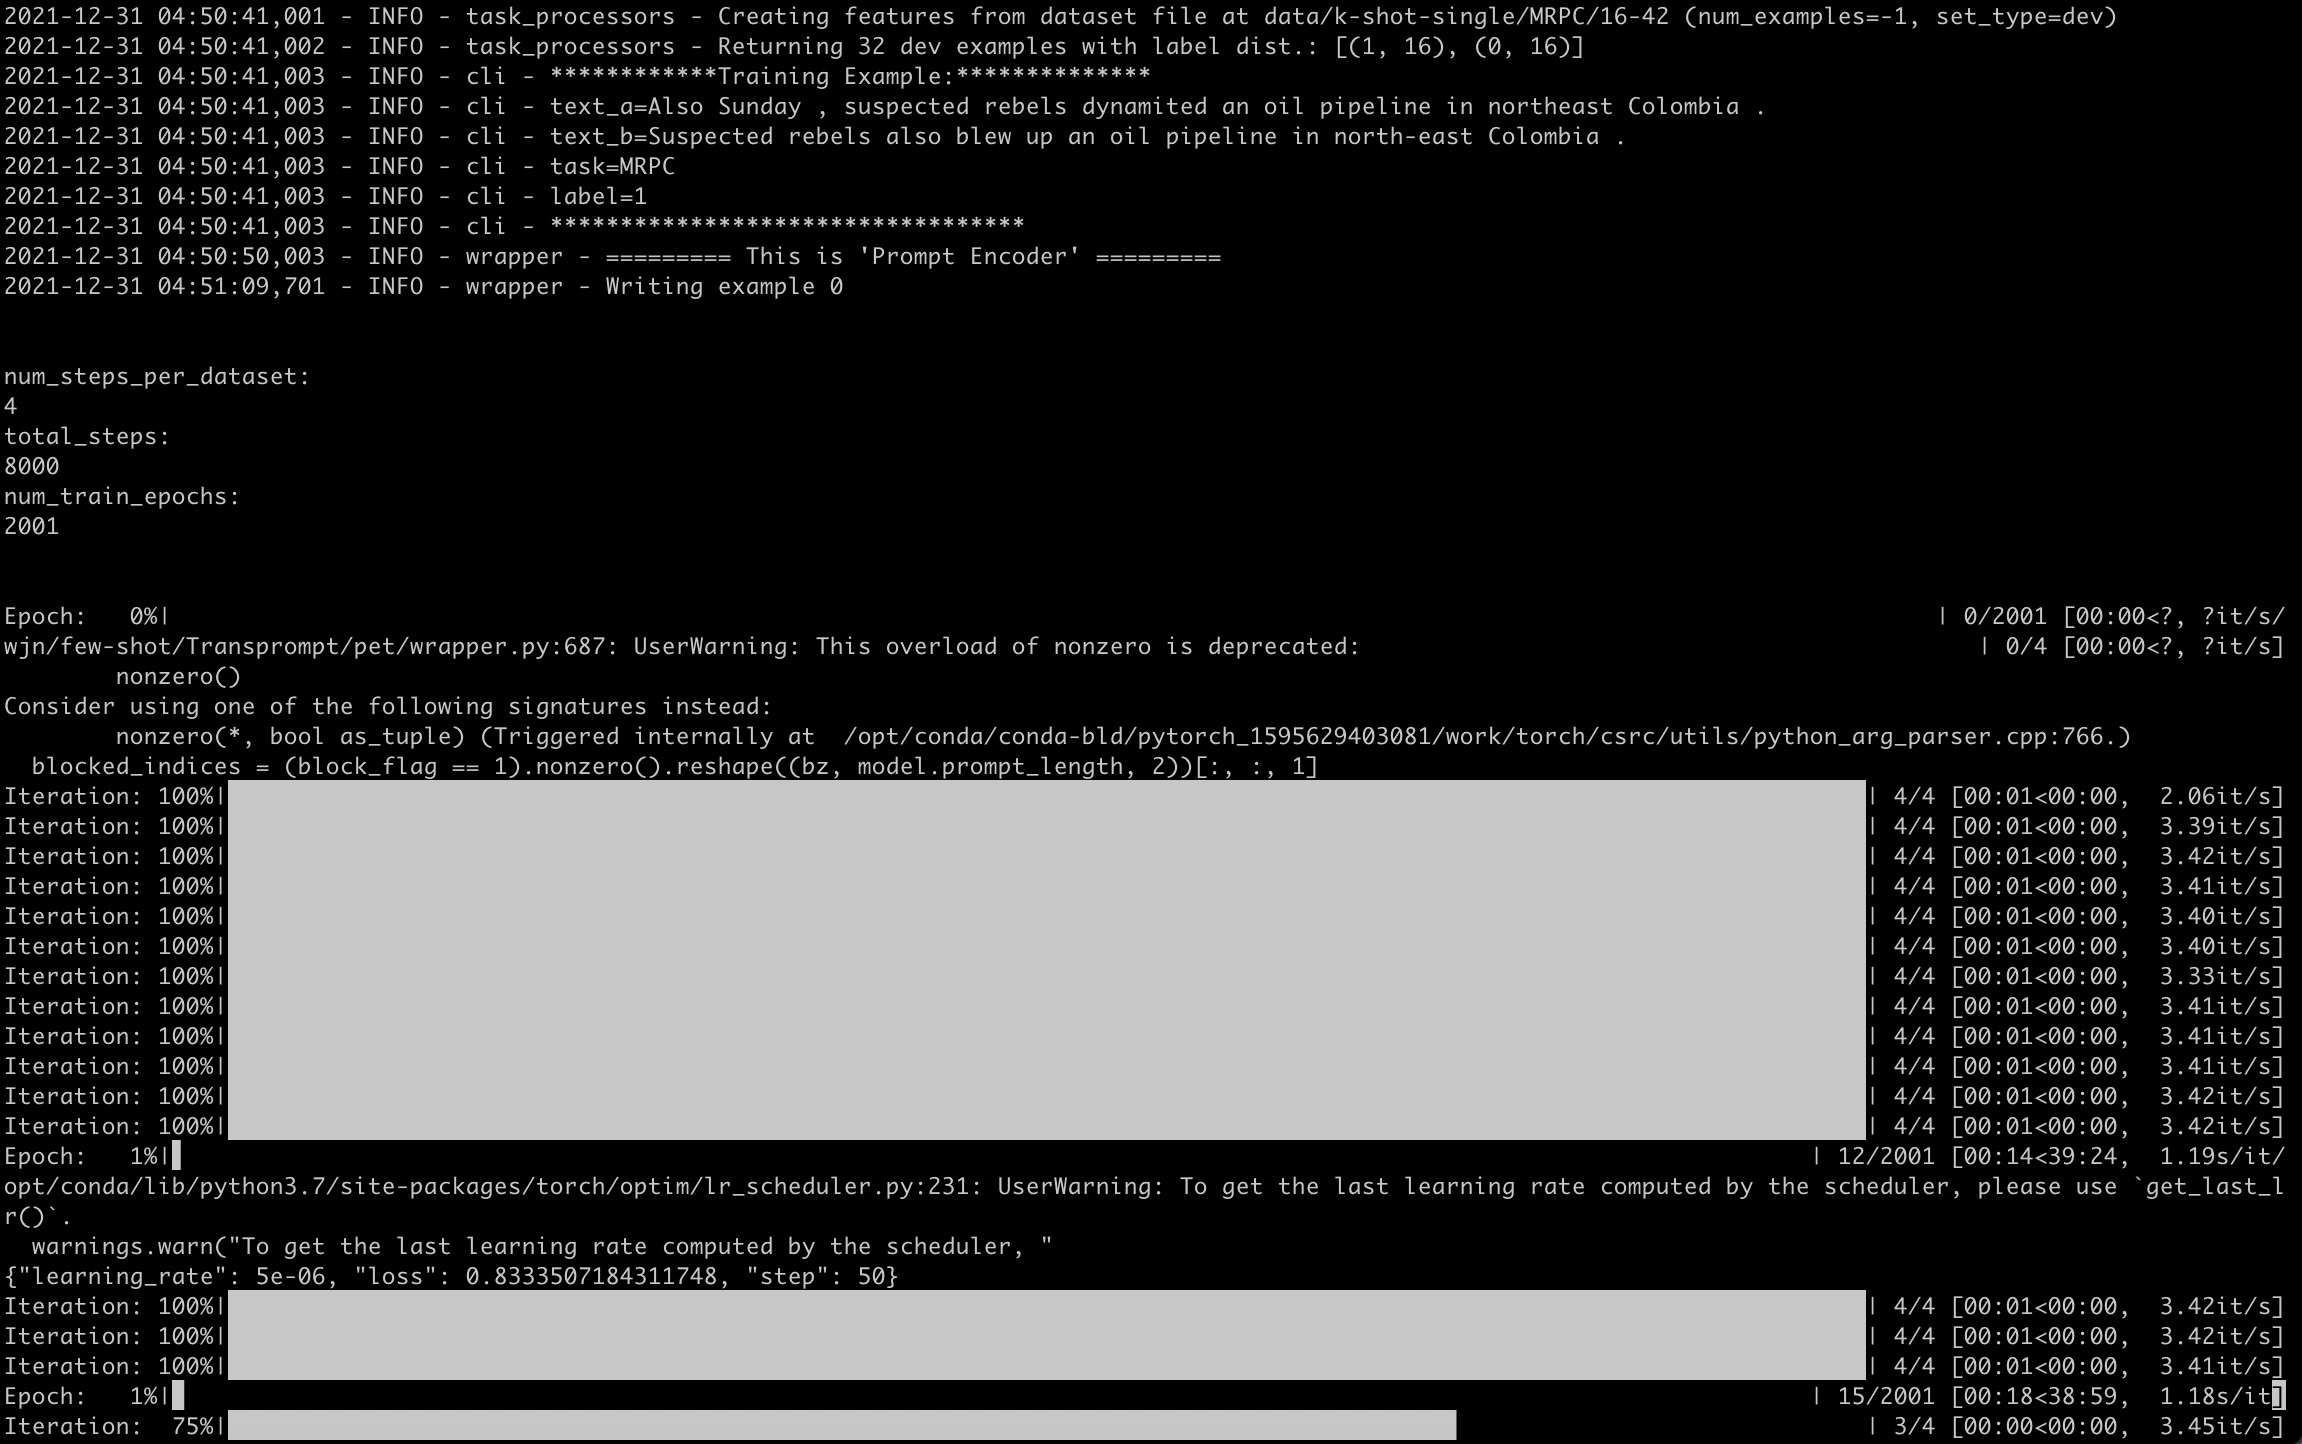 2021-12-31 04:50:41,001 - INFO - task_processors - Creating features from dataset file at data/k-shot-single/MRPC/16-42 (num_examples=-1, set_type=dev)
2021-12-31 04:50:41,002 - INFO - task_processors - Returning 32 dev examples with label dist.: [(1, 16), (0, 16)]
2021-12-31 04:50:41,003 - INFO - cli - ************Training Example:**************
2021-12-31 04:50:41,003 - INFO - cli - text_a=Also Sunday , suspected rebels dynamited an oil pipeline in northeast Colombia .
2021-12-31 04:50:41,003 - INFO - cli - text_b=Suspected rebels also blew up an oil pipeline in north-east Colombia .
2021-12-31 04:50:41,003 - INFO - cli - task=MRPC
2021-12-31 04:50:41,003 - INFO - cli - label=1
2021-12-31 04:50:41,003 - INFO - cli - **********************************
2021-12-31 04:50:50,003 - INFO - wrapper - ========= This is 'Prompt Encoder' =========
2021-12-31 04:51:09,701 - INFO - wrapper - Writing example 0
num_steps_per_dataset:
4
total_steps:
8000
num_train_epochs:
2001
Epoch:   0%|          | 0/2001 [00:00<?, ?it/s/
wjn/few-shot/Transprompt/pet/wrapper.py:687: UserWarning: This overload of nonzero is deprecated:          | 0/4 [00:00<?, ?it/s]
        nonzero()
Consider using one of the following signatures instead:
        nonzero(*, bool as_tuple) (Triggered internally at  /opt/conda/conda-bld/pytorch_1595629403081/work/torch/csrc/utils/python_arg_parser.cpp:766.)
  blocked_indices = (block_flag == 1).nonzero().reshape((bz, model.prompt_length, 2))[:, :, 1]
Iteration: 100%|          | 4/4 [00:01<00:00,  2.06it/s]
Iteration: 100%|          | 4/4 [00:01<00:00,  3.39it/s]
Iteration: 100%|          | 4/4 [00:01<00:00,  3.42it/s]
Iteration: 100%|          | 4/4 [00:01<00:00,  3.41it/s]
Iteration: 100%|          | 4/4 [00:01<00:00,  3.40it/s]
Iteration: 100%|          | 4/4 [00:01<00:00,  3.40it/s]
Iteration: 100%|          | 4/4 [00:01<00:00,  3.33it/s]
Iteration: 100%|          | 4/4 [00:01<00:00,  3.41it/s]
Iteration: 100%|          | 4/4 [00:01<00:00,  3.41it/s]
Iteration: 100%|          | 4/4 [00:01<00:00,  3.41it/s]
Iteration: 100%|          | 4/4 [00:01<00:00,  3.42it/s]
Iteration: 100%|          | 4/4 [00:01<00:00,  3.42it/s]
Epoch:   1%|          | 12/2001 [00:14<39:24,  1.19s/it/
opt/conda/lib/python3.7/site-packages/torch/optim/lr_scheduler.py:231: UserWarning: To get the last learning rate computed by the scheduler, please use `get_last_l
r()`.
  warnings.warn("To get the last learning rate computed by the scheduler, "
{"learning_rate": 5e-06, "loss": 0.8333507184311748, "step": 50}
Iteration: 100%|          | 4/4 [00:01<00:00,  3.42it/s]
Iteration: 100%|          | 4/4 [00:01<00:00,  3.42it/s]
Iteration: 100%|          | 4/4 [00:01<00:00,  3.41it/s]
Epoch:   1%|          | 15/2001 [00:18<38:59,  1.18s/it]
Iteration:  75%|          | 3/4 [00:00<00:00,  3.45it/s]